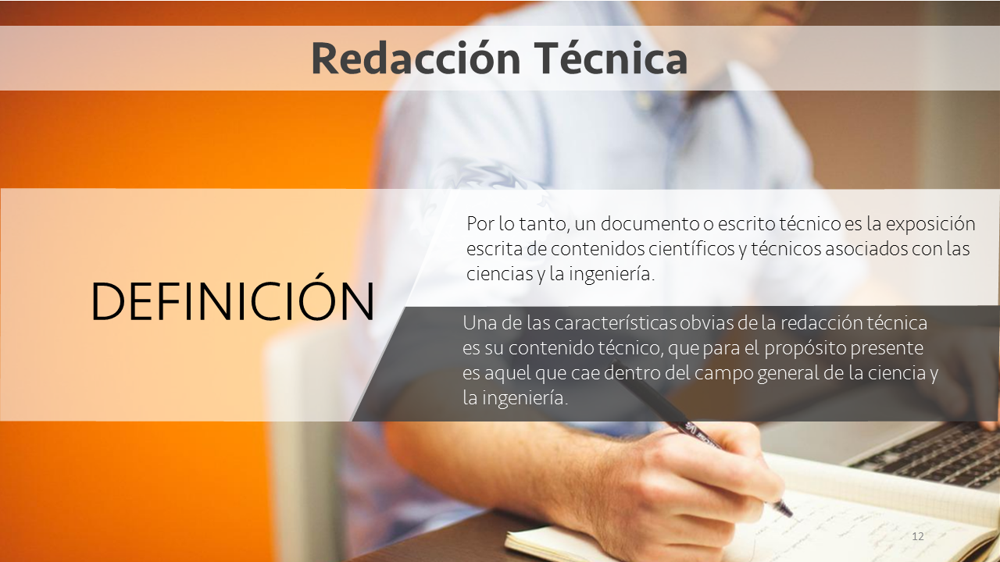 Redacción Técnica
DEFINICIÓN
Por lo tanto, un documento o escrito técnico es la exposición
escrita de contenidos científicos y técnicos asociados con las
ciencias y la ingeniería.
Una de las características obvias de la redacción técnica
es su contenido técnico, que para el propósito presente
es aquel que cae dentro del campo general de la ciencia y
la ingeniería.
12